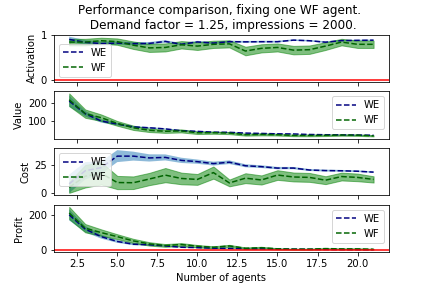 Performance comparison, fixing one WF agent.
Demand factor = 1.25, impressions = 2000.
Activation
1
0
WE
WF
Value
200
100
WE
WF
Cost
25
0
WE
WF
Profit
200
0
WE
WF
2.5 5.0 7.5 10.0 12.5 15.0 17.5 20.0
Number of agents